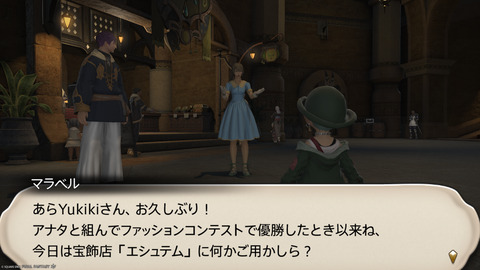 マラベル
あらYukikiさん、お久しぶり！
アナタと組んでファッションコンテストで優勝したとき以来ね、
今日は宝飾店「エシュテム」に何かご用かしら？